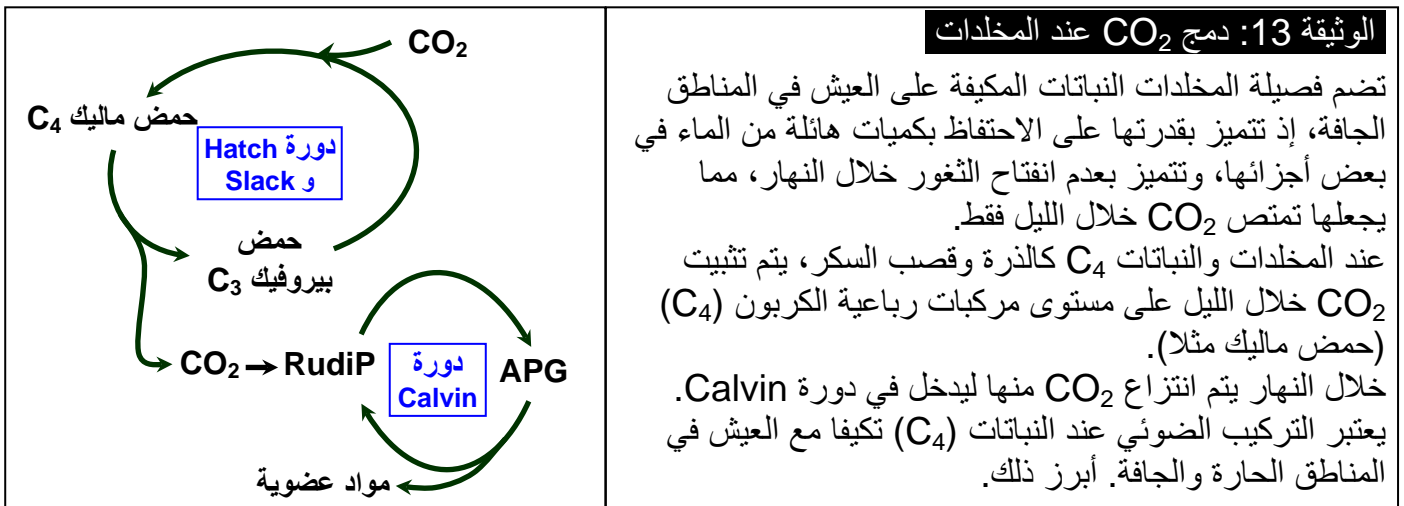 الوثيقة 13: دمج CO₂ عند المخلدات
تضم فصيلة المخلدات النباتات المكيفة على العيش في المناطق
الجافة، إذ تتميز بقدرتها على الاحتفاظ بكميات هائلة من الماء في
بعض أجزائها، وتتميز بعدم انفتاح الثغور خلال النهار، مما
يجعلها تمتص CO₂ خلال الليل فقط.
عند المخلدات والنباتات C₄ كالذرة وقصب السكر، يتم تثبيت
CO₂ خلال الليل على مستوى مركبات رباعية الكربون (C₄)
(حمض ماليك مثلا).
خلال النهار يتم انتزاع CO₂ منها ليدخل في دورة Calvin.
يعتبر التركيب الضوئي عند النباتات (C₄) تكيفا مع العيش في
المناطق الحارة والجافة. أبرز ذلك.
CO₂
حمض ماليك C₄
دورة Hatch
و Slack
حمض
بيروفيك C₃
CO₂ → RudiP
دورة
Calvin
APG
مواد عضوية